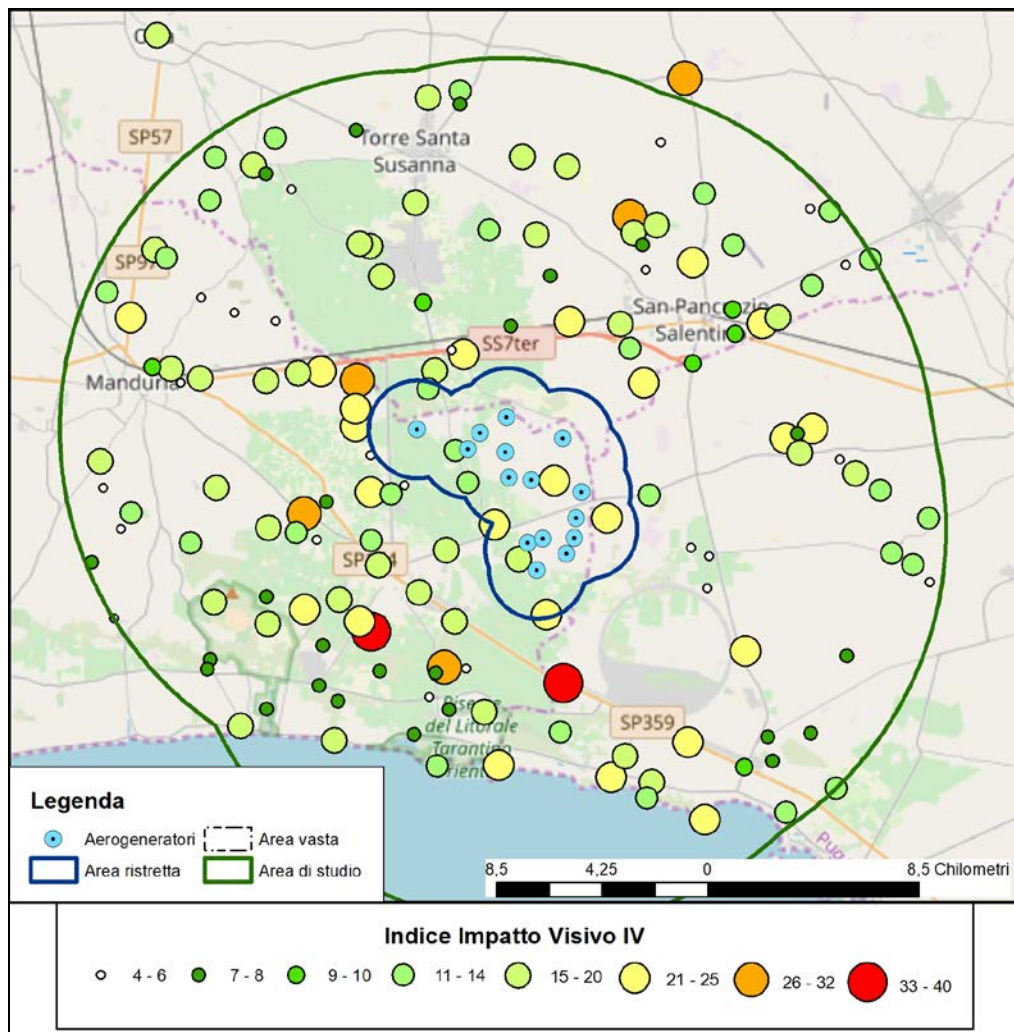 SP57
Torre Santa
Susanna
SP97
San Pancrazio
Salentino
SS7ter
Manduria
del Litorale
Tarantino
SP359
Legenda
Aerogeneratori
Area vasta
Area ristretta
Area di studio
8,5
4,25
0
8,5 Chilometri
Indice Impatto Visivo IV
4 - 6
7 - 8
9 - 10
11 - 14
15 - 20
21 - 25
26 - 32
33 - 40